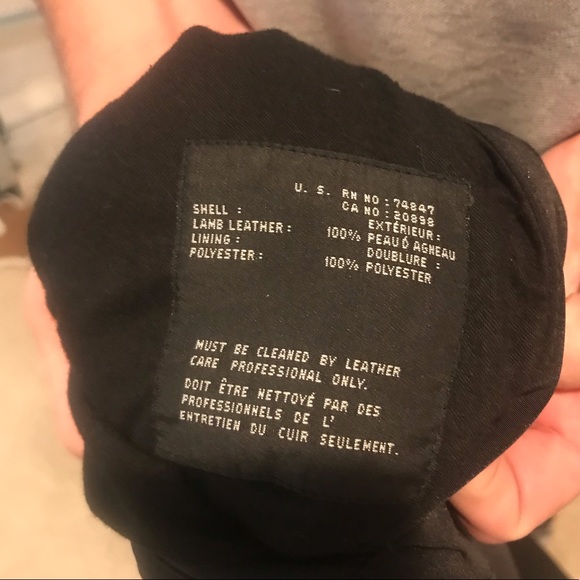 U. S. RN NO : 74847
CA NO : 20898
SHELL : EXTÉRIEUR :
LAMB LEATHER : 100% PEAU D'AGNEAU
LINING : DOUBLURE :
POLYESTER : 100% POLYESTER
MUST BE CLEANED BY LEATHER
CARE PROFESSIONAL ONLY.
DOIT ÊTRE NETTOYÉ PAR DES
PROFESSIONNELS DE L'
ENTRETIEN DU CUIR SEULEMENT.